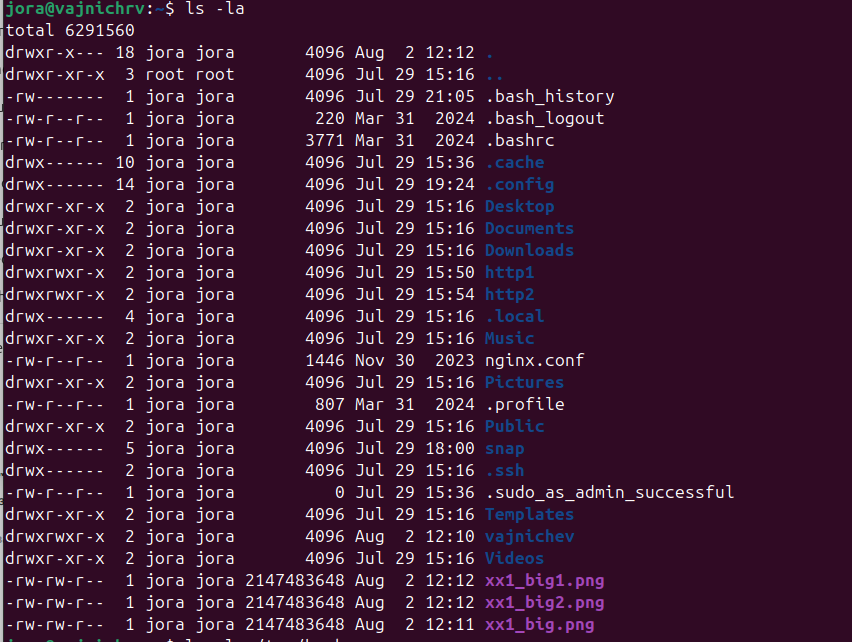 jora@vajnichrv:~$ ls -la
total 6291560
drwxr-x--- 18 jora jora       4096 Aug  2 12:12 .
drwxr-xr-x  3 root root       4096 Jul 29 15:16 ..
-rw-------  1 jora jora       4096 Jul 29 21:05 .bash_history
-rw-r--r--  1 jora jora        220 Mar 31  2024 .bash_logout
-rw-r--r--  1 jora jora       3771 Mar 31  2024 .bashrc
drwx------ 10 jora jora       4096 Jul 29 15:36 .cache
drwx------ 14 jora jora       4096 Jul 29 19:24 .config
drwxr-xr-x  2 jora jora       4096 Jul 29 15:16 Desktop
drwxr-xr-x  2 jora jora       4096 Jul 29 15:16 Documents
drwxr-xr-x  2 jora jora       4096 Jul 29 15:16 Downloads
drwxrwxr-x  2 jora jora       4096 Jul 29 15:50 http1
drwxrwxr-x  2 jora jora       4096 Jul 29 15:54 http2
drwx------  4 jora jora       4096 Jul 29 15:16 .local
drwxr-xr-x  2 jora jora       4096 Jul 29 15:16 Music
-rw-r--r--  1 jora jora       1446 Nov 30  2023 nginx.conf
drwxr-xr-x  2 jora jora       4096 Jul 29 15:16 Pictures
-rw-r--r--  1 jora jora        807 Mar 31  2024 .profile
drwxr-xr-x  2 jora jora       4096 Jul 29 15:16 Public
drwx------  5 jora jora       4096 Jul 29 18:00 snap
drwx------  2 jora jora       4096 Jul 29 15:16 .ssh
-rw-r--r--  1 jora jora          0 Jul 29 15:36 .sudo_as_admin_successful
drwxr-xr-x  2 jora jora       4096 Jul 29 15:16 Templates
drwxrwxr-x  2 jora jora       4096 Aug  2 12:10 vajnichev
drwxr-xr-x  2 jora jora       4096 Jul 29 15:16 Videos
-rw-rw-r--  1 jora jora 2147483648 Aug  2 12:12 xx1_big1.png
-rw-rw-r--  1 jora jora 2147483648 Aug  2 12:12 xx1_big2.png
-rw-rw-r--  1 jora jora 2147483648 Aug  2 12:11 xx1_big.png